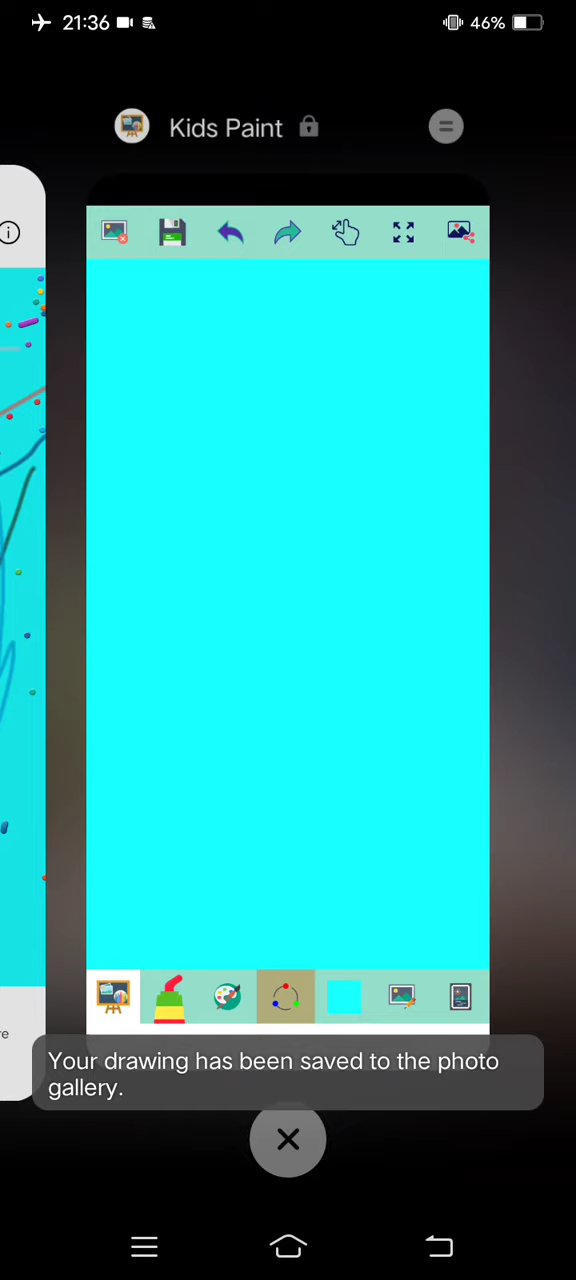 21:36
46%
Kids Paint
Your drawing has been saved to the photo
gallery.